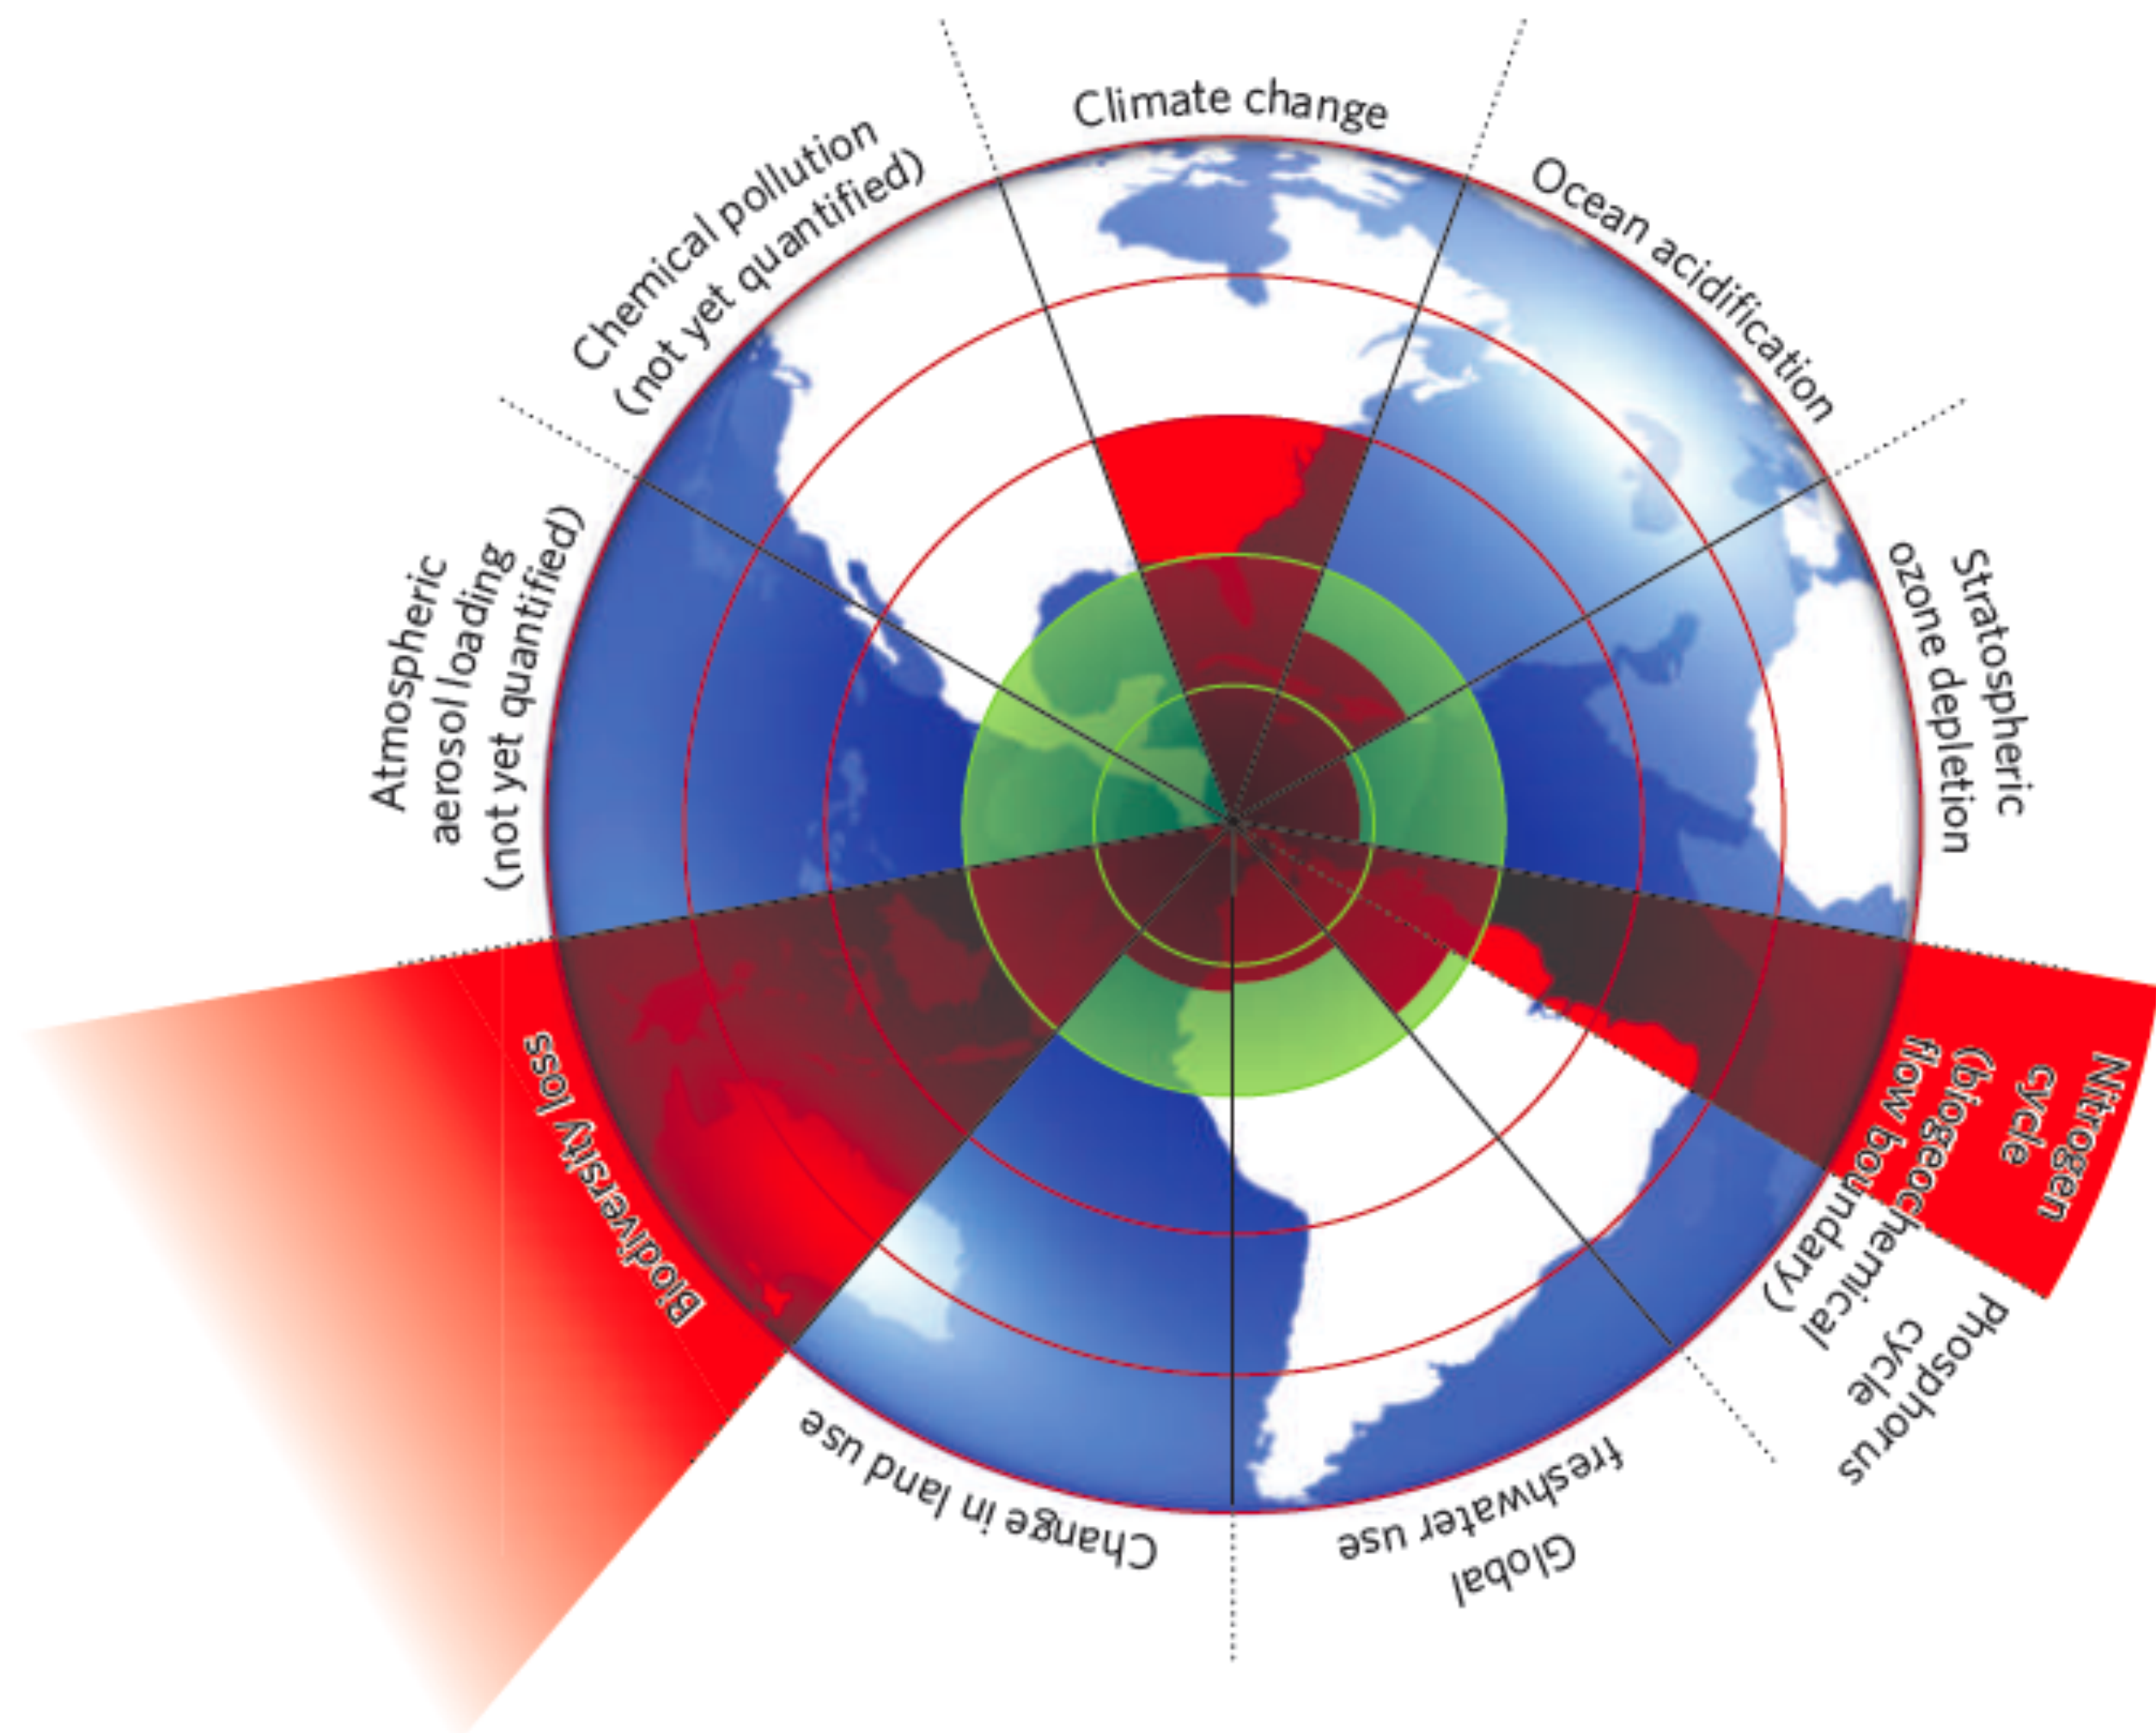 Climate change
Ocean acidification
Stratospheric
ozone depletion
Nitrogen
cycle
(biogeochemical
flow boundary)
Phosphorus
cycle
Global
freshwater use
Change in land use
Biodiversity loss
Atmospheric
aerosol loading
(not yet quantified)
Chemical pollution
(not yet quantified)